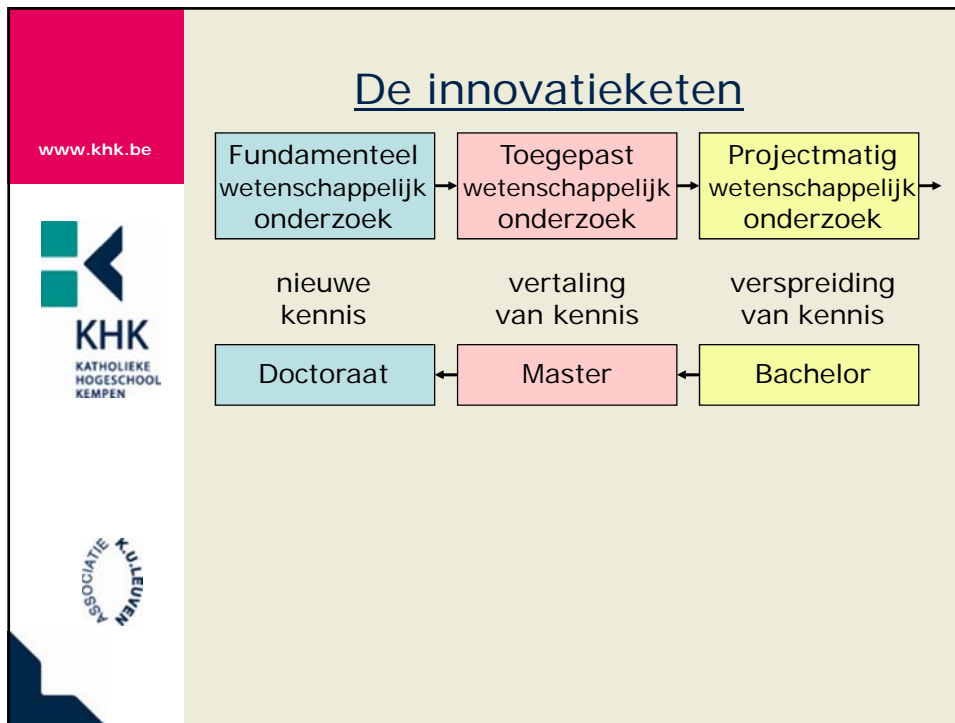 De innovatieketen
www.khk.be
Fundamenteel
wetenschappelijk
onderzoek
Toegepast
wetenschappelijk
onderzoek
Projectmatig
wetenschappelijk
onderzoek
nieuwe
kennis
vertaling
van kennis
verspreiding
van kennis
Doctoraat
Master
Bachelor
KHK
KATHOLIEKE
HOGESCHOOL
KEMPEN
ASSOCIATIE
K.U.LEUVEN